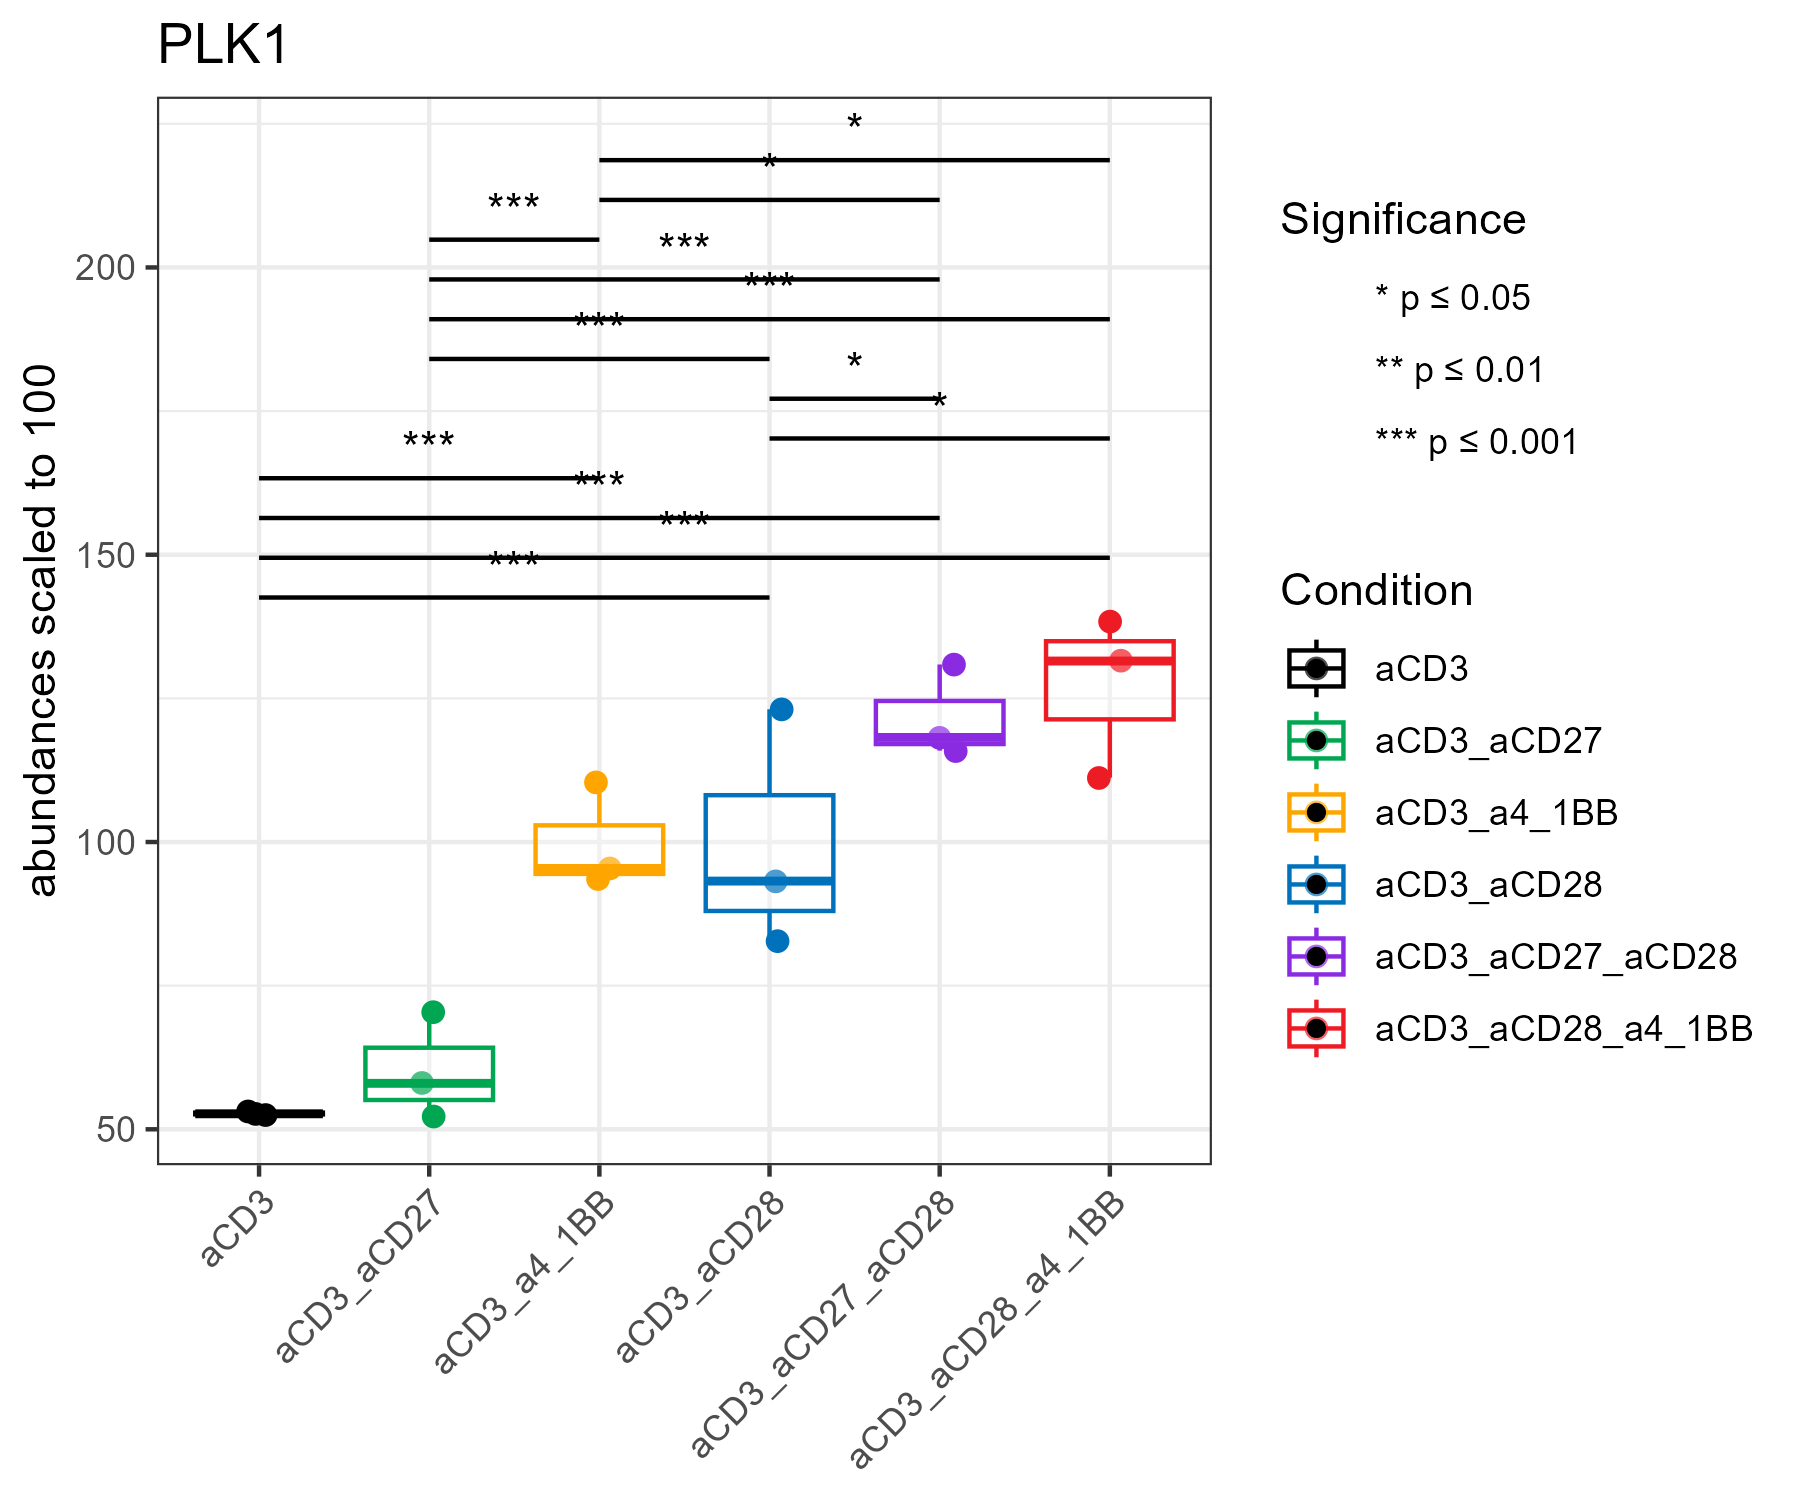 PLK1
*
*
***
***
***
***
*
*
***
***
***
***
200
150
100
50
abundances scaled to 100
aCD3
aCD3_aCD27
aCD3_a4_1BB
aCD3_aCD28
aCD3_aCD27_aCD28
aCD3_aCD28_a4_1BB
Significance
* p ≤ 0.05
** p ≤ 0.01
*** p ≤ 0.001
Condition
aCD3
aCD3_aCD27
aCD3_a4_1BB
aCD3_aCD28
aCD3_aCD27_aCD28
aCD3_aCD28_a4_1BB